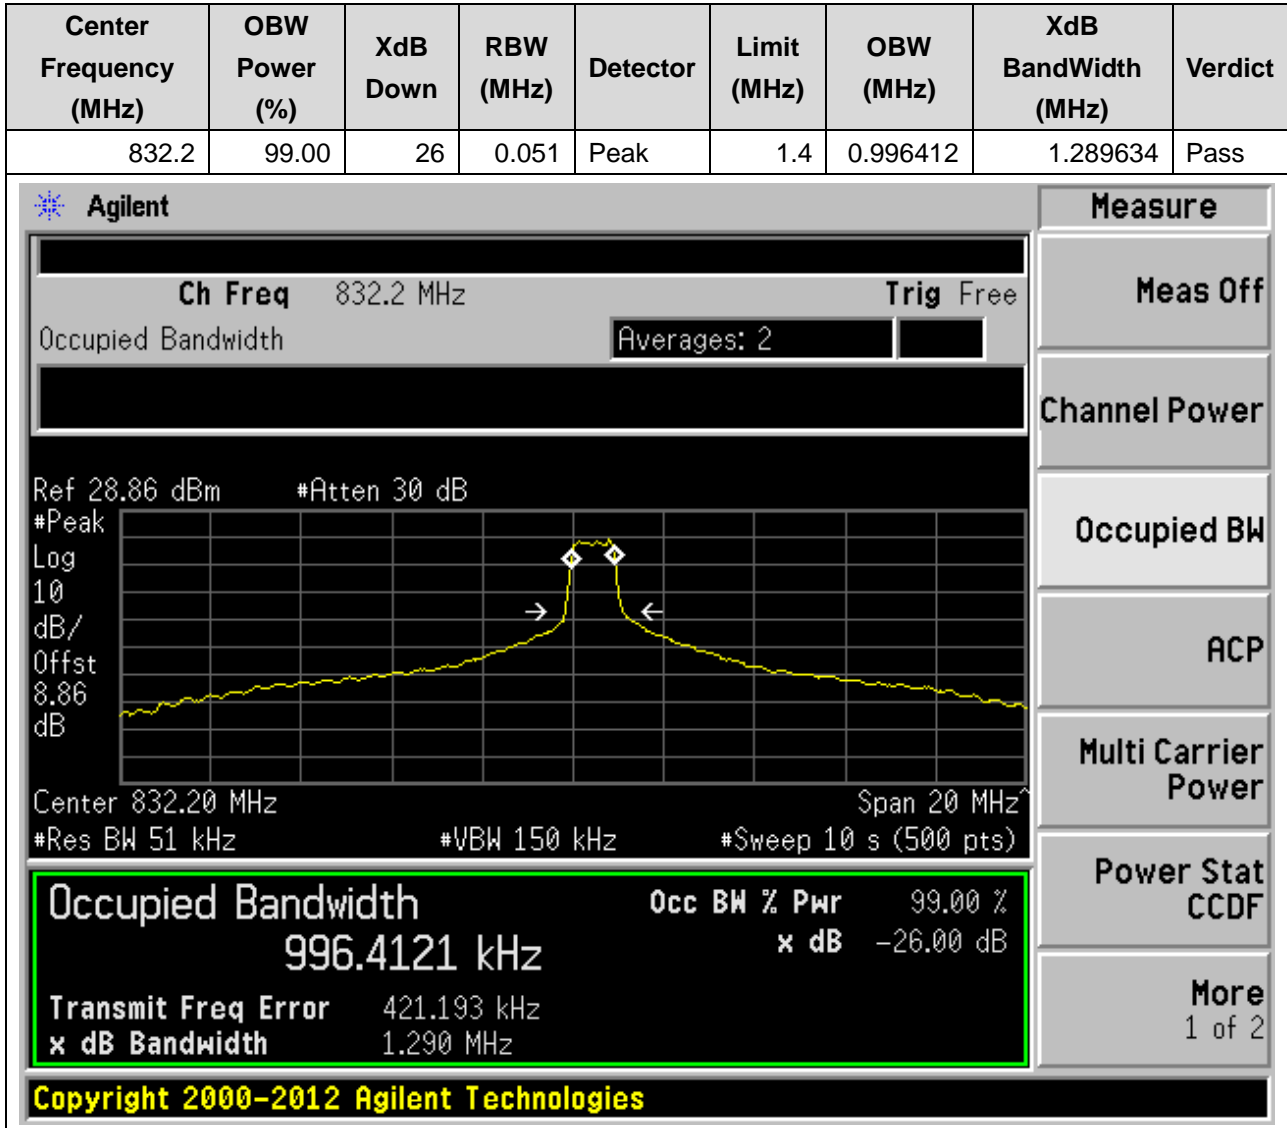 Center Frequency (MHz) OBW Power (%) XdB Down RBW (MHz) Detector Limit (MHz) OBW (MHz) XdB BandWidth (MHz) Verdict
832.2 99.00 26 0.051 Peak 1.4 0.996412 1.289634 Pass
Agilent
Measure
Ch Freq 832.2 MHz Trig Free
Occupied Bandwidth Averages: 2
Meas Off
Channel Power
Occupied BW
ACP
Multi Carrier
Power
Power Stat
CCDF
More
1 of 2
Ref 28.86 dBm #Atten 30 dB
#Peak
Log
10
dB/
Offst
8.86
dB
Center 832.20 MHz Span 20 MHz^
#Res BW 51 kHz #VBW 150 kHz #Sweep 10 s (500 pts)
Occupied Bandwidth Occ BW % Pwr 99.00 %
996.4121 kHz x dB -26.00 dB
Transmit Freq Error 421.193 kHz
x dB Bandwidth 1.290 MHz
Copyright 2000-2012 Agilent Technologies